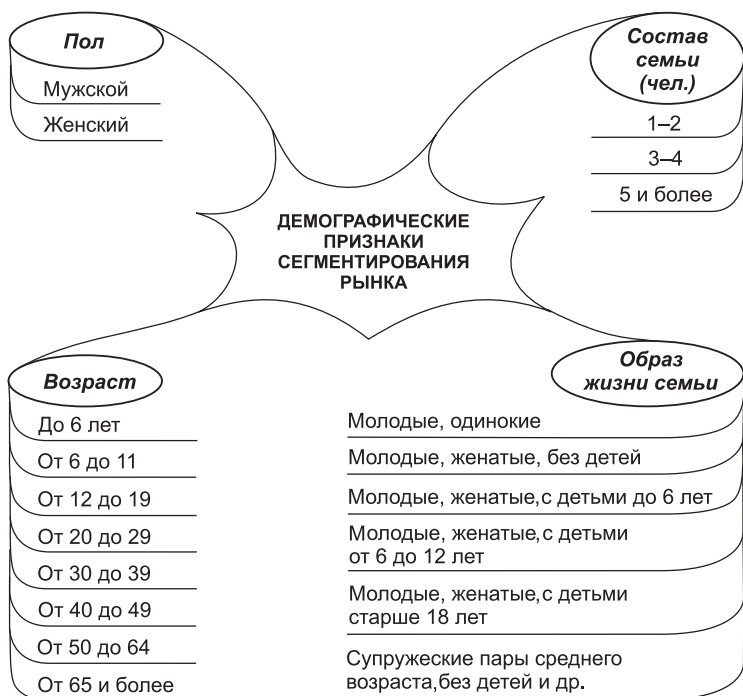 Пол
Мужской
Женский
Состав
семьи
(чел.)
1–2
3–4
5 и более
ДЕМОГРАФИЧЕСКИЕ
ПРИЗНАКИ
СЕГМЕНТИРОВАНИЯ
РЫНКА
Возраст
До 6 лет
От 6 до 11
От 12 до 19
От 20 до 29
От 30 до 39
От 40 до 49
От 50 до 64
От 65 и более
Образ
жизни семьи
Молодые, одинокие
Молодые, женатые, без детей
Молодые, женатые,с детьми до 6 лет
Молодые, женатые,с детьми
от 6 до 12 лет
Молодые, женатые,с детьми
старше 18 лет
Супружеские пары среднего
возраста,без детей и др.